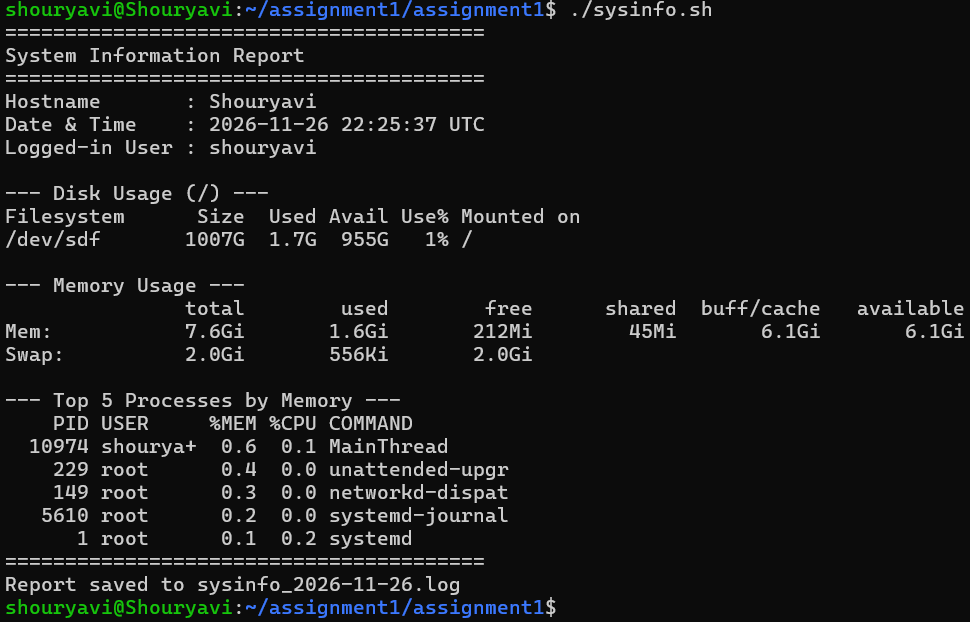 shouryavi@Shouryavi:~/assignment1/assignment1$ ./sysinfo.sh
========================================
System Information Report
========================================
Hostname       : Shouryavi
Date & Time    : 2026-11-26 22:25:37 UTC
Logged-in User : shouryavi

--- Disk Usage (/) ---
Filesystem      Size  Used Avail Use% Mounted on
/dev/sdf       1007G  1.7G  955G   1% /

--- Memory Usage ---
               total        used        free      shared  buff/cache   available
Mem:           7.6Gi       1.6Gi       212Mi        45Mi       6.1Gi       6.1Gi
Swap:          2.0Gi       556Ki       2.0Gi

--- Top 5 Processes by Memory ---
    PID USER     %MEM %CPU COMMAND
  10974 shourya+  0.6  0.1 MainThread
    229 root      0.4  0.0 unattended-upgr
    149 root      0.3  0.0 networkd-dispat
   5610 root      0.2  0.0 systemd-journal
      1 root      0.1  0.2 systemd
========================================
Report saved to sysinfo_2026-11-26.log
shouryavi@Shouryavi:~/assignment1/assignment1$